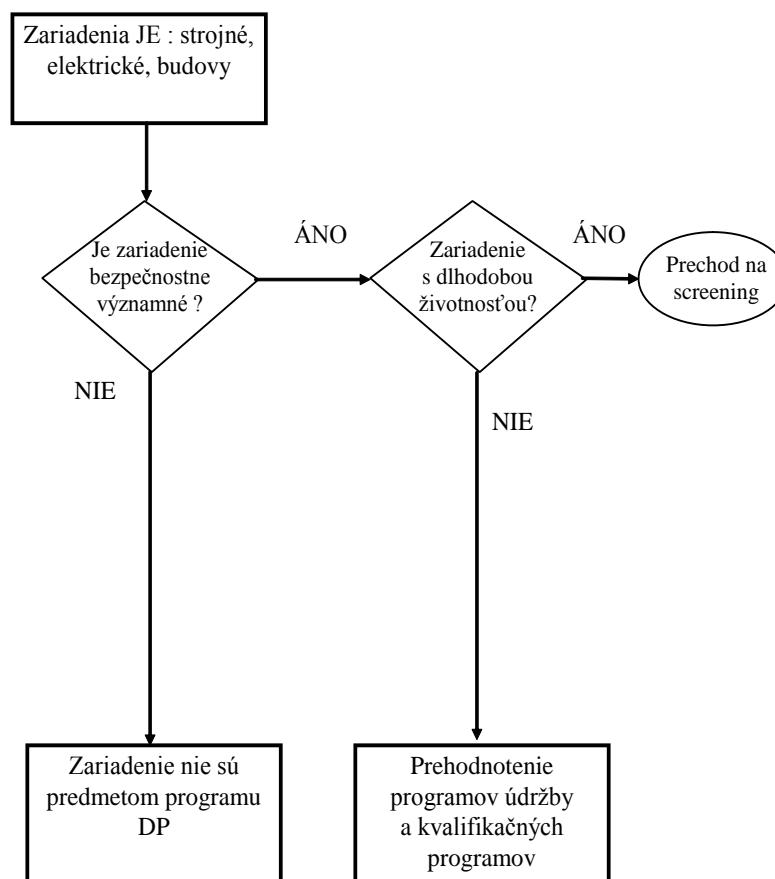 Zariadenia JE : strojné,
elektrické, budovy
Je zariadenie
bezpečnostne
významné ?
ÁNO
Zariadenie
s dlhodobou
životnosťou?
ÁNO
Prechod na
screening
NIE
NIE
Zariadenie nie sú
predmetom programu
DP
Prehodnotenie
programov údržby
a kvalifikačných
programov